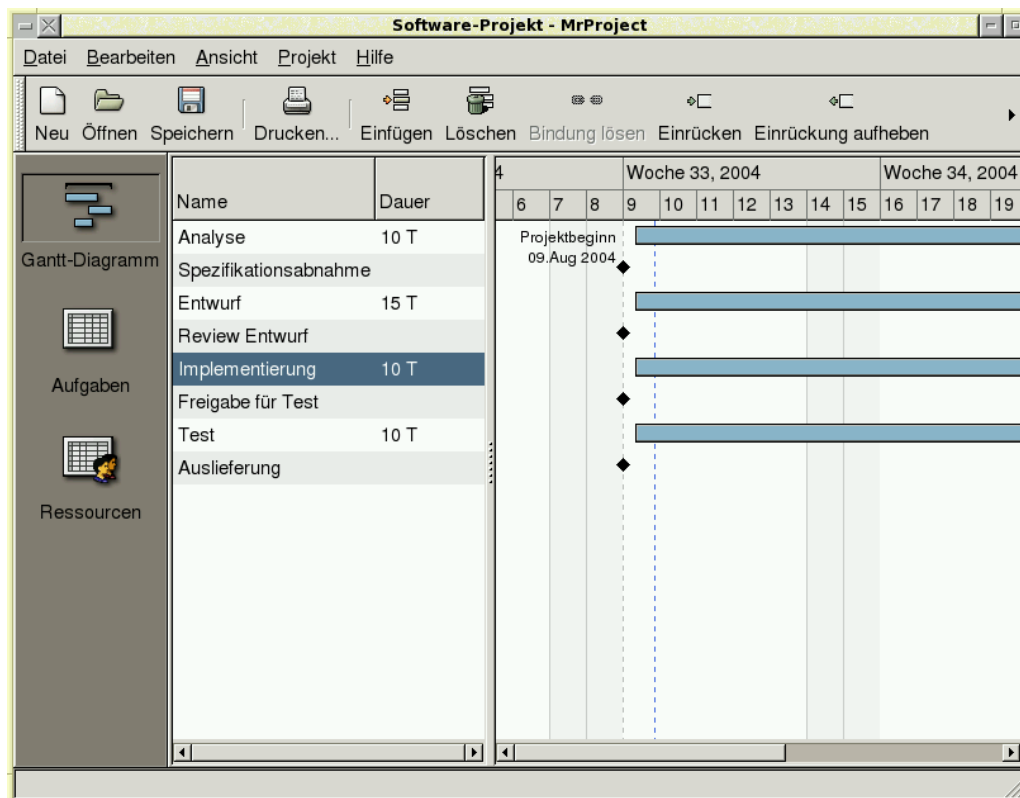 Software-Projekt - MrProject
Datei Bearbeiten Ansicht Projekt Hilfe
Neu Öffnen Speichern Drucken... Einfügen Löschen Bindung lösen Einrücken Einrückung aufheben
Gantt-Diagramm
Aufgaben
Ressourcen
Name Dauer
Analyse 10 T
Spezifikationsabnahme
Entwurf 15 T
Review Entwurf
Implementierung 10 T
Freigabe für Test
Test 10 T
Auslieferung
4 Woche 33, 2004 Woche 34, 2004
6 7 8 9 10 11 12 13 14 15 16 17 18 19
Projektbeginn
09.Aug 2004